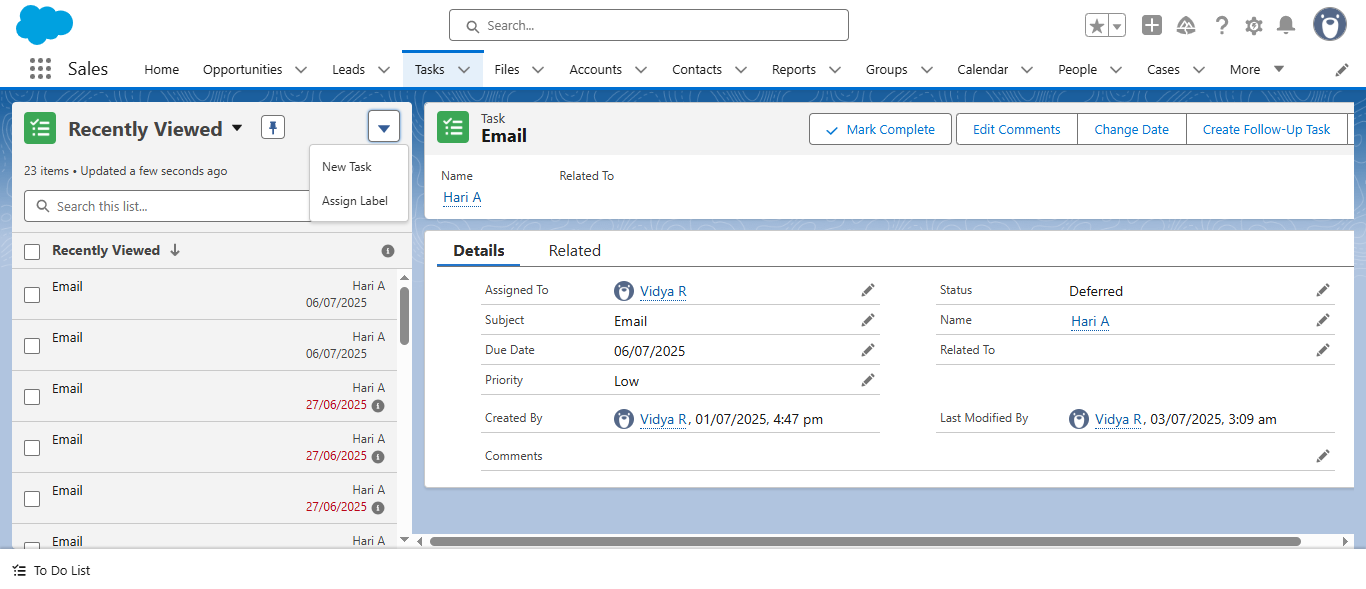 Search...
Sales
Home
Opportunities
Leads
Tasks
Files
Accounts
Contacts
Reports
Groups
Calendar
People
Cases
More
Recently Viewed
23 items • Updated a few seconds ago
New Task
Assign Label
Search this list...
Recently Viewed
Email
Hari A
06/07/2025
Email
Hari A
06/07/2025
Email
Hari A
27/06/2025
Email
Hari A
27/06/2025
Email
Hari A
27/06/2025
Email
Hari A
Task
Email
Mark Complete
Edit Comments
Change Date
Create Follow-Up Task
Name
Related To
Hari A
Details
Related
Assigned To
Vidya R
Status
Deferred
Subject
Email
Name
Hari A
Due Date
06/07/2025
Related To
Priority
Low
Created By
Vidya R, 01/07/2025, 4:47 pm
Last Modified By
Vidya R, 03/07/2025, 3:09 am
Comments
To Do List